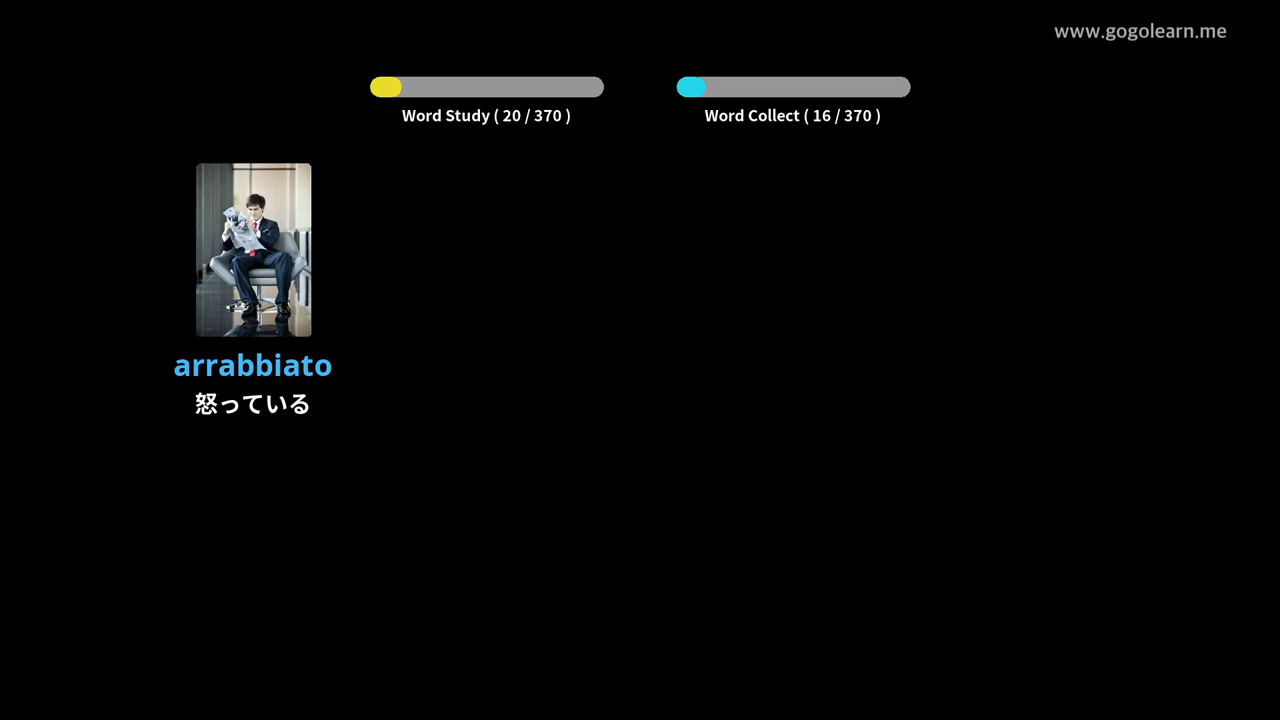 www.gogolearn.me
Word Study ( 20 / 370 )
Word Collect ( 16 / 370 )
arrabbiato
怒っている